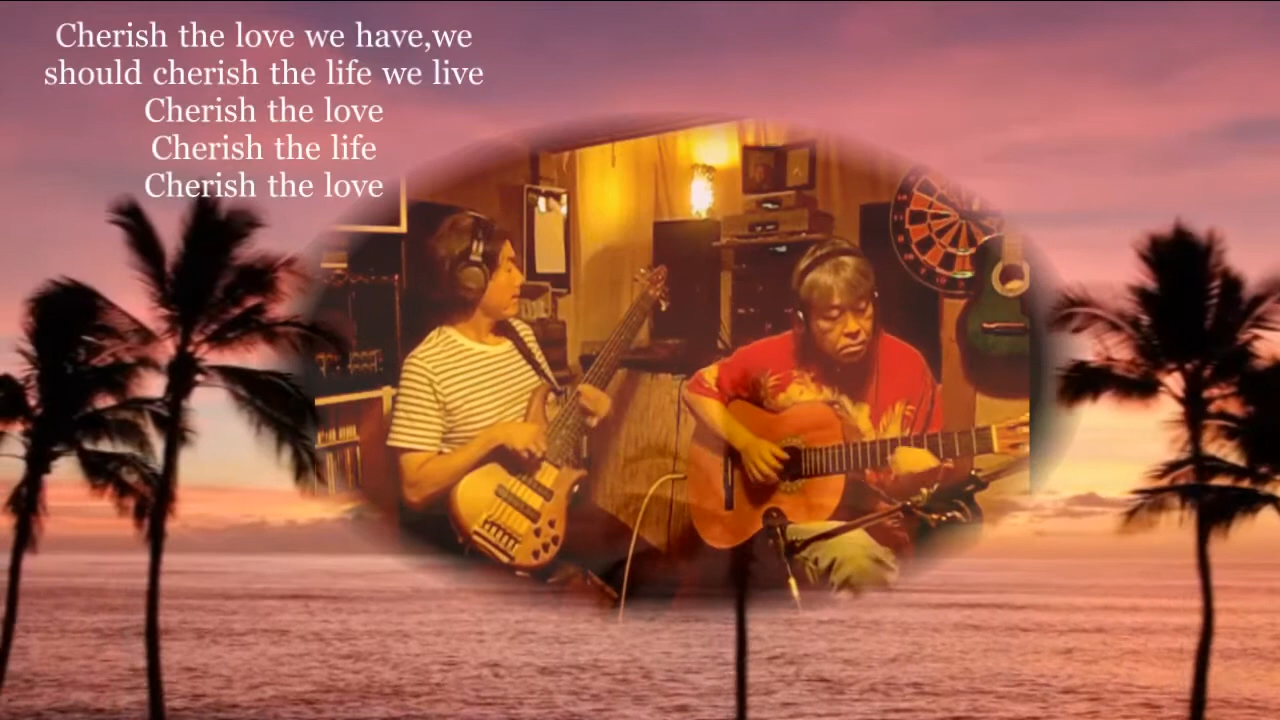 Cherish the love we have,we
should cherish the life we live
Cherish the love
Cherish the life
Cherish the love